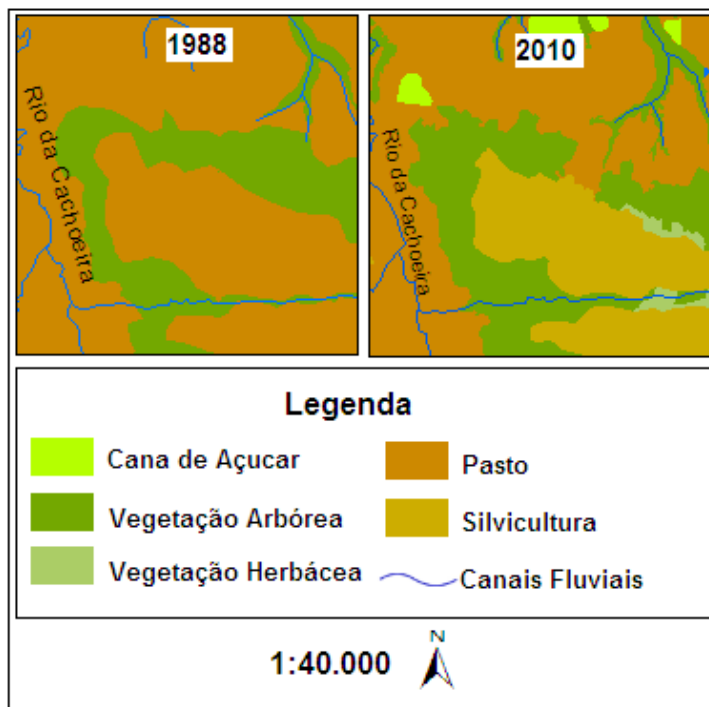 1988
2010
Rio da Cachoeira
Rio da Cachoeira
Legenda
Cana de Açucar
Pasto
Vegetação Arbórea
Silvicultura
Vegetação Herbácea
Canais Fluviais
1:40.000
N